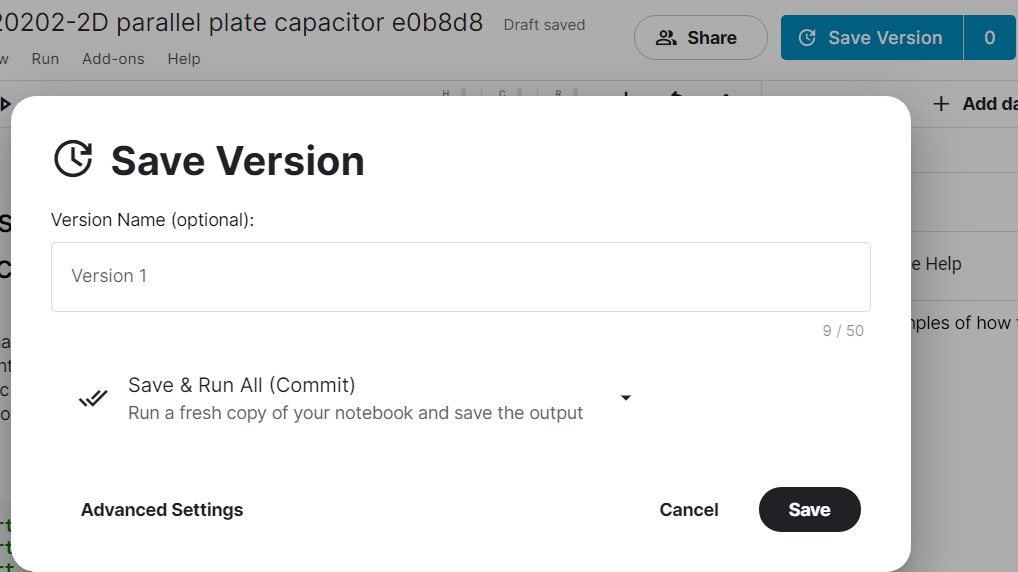 20202-2D parallel plate capacitor e0b8d8 Draft saved
Share
Save Version 0
Run Add-ons Help
H C R
Add da
Save Version
Version Name (optional):
Version 1
9 / 50
e Help
mples of how
Save & Run All (Commit)
Run a fresh copy of your notebook and save the output
Advanced Settings Cancel Save